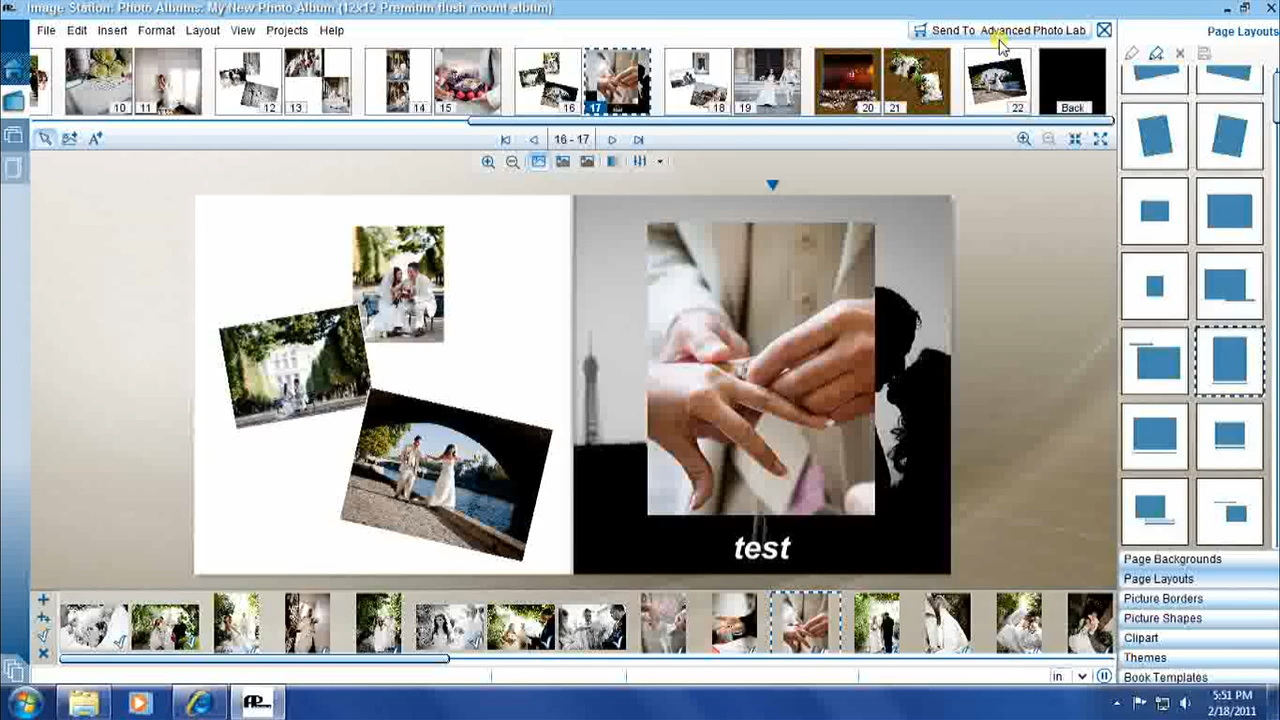 Image Station: Photo Albums: My New Photo Album (12x12 Premium flush mount album)
File Edit Insert Format Layout View Projects Help
Send To Advanced Photo Lab
Page Layouts
10 11 12 13 14 15 16 17 18 19 20 21 22 Back
16 - 17
test
Page Backgrounds
Page Layouts
Picture Borders
Picture Shapes
Clipart
Themes
Book Templates
in
AP
5:51 PM
2/18/2011